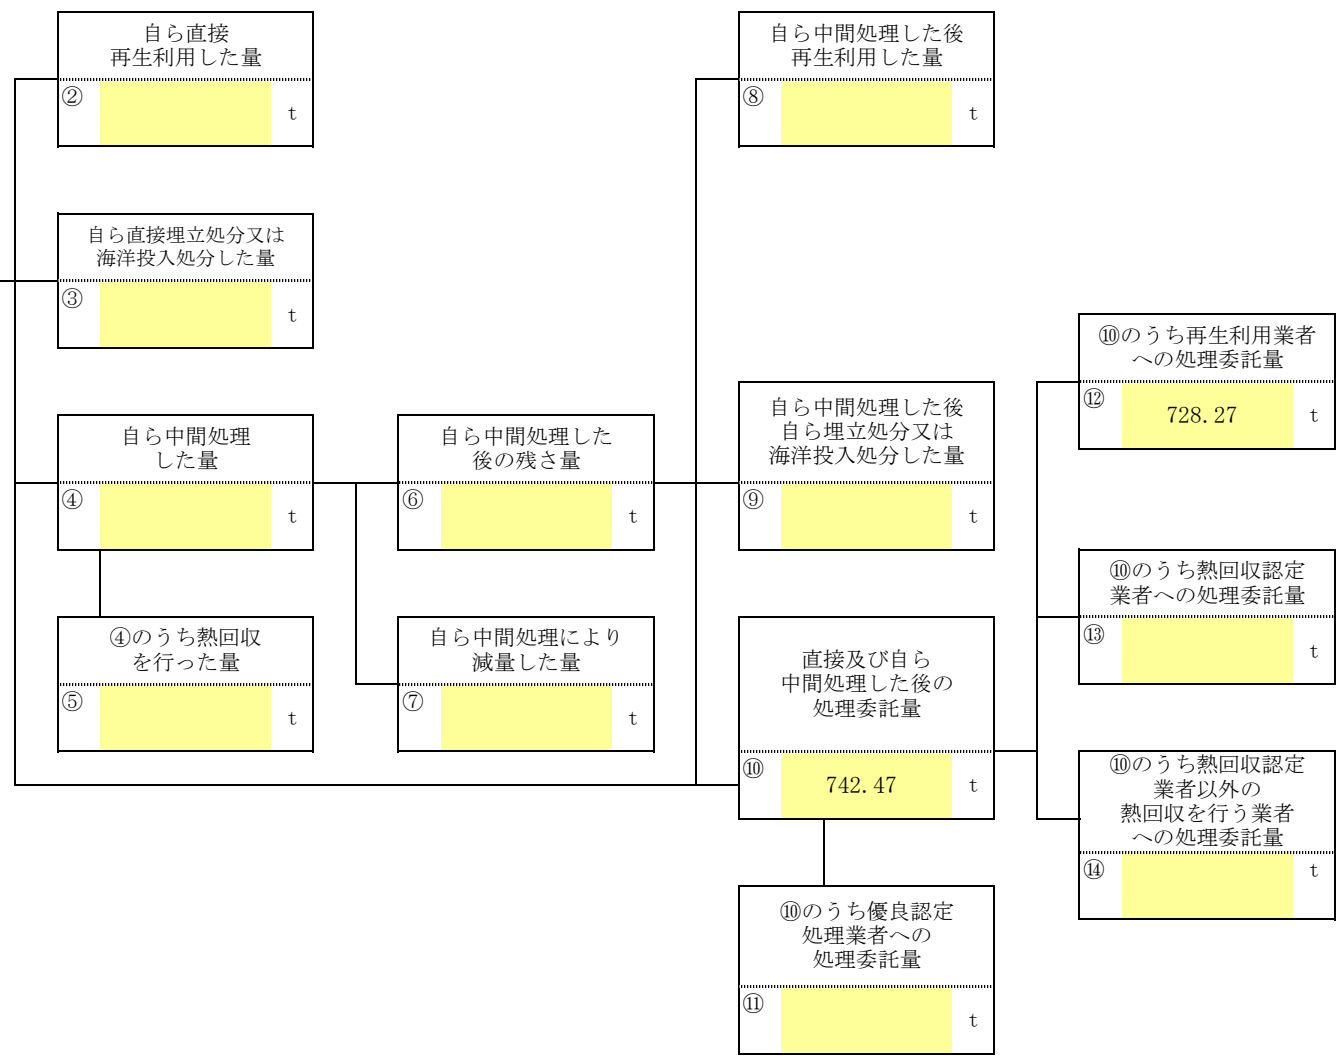 自ら直接
再生利用した量
②
t
自ら中間処理した後
再生利用した量
⑧
t
自ら直接埋立処分又は
海洋投入処分した量
③
t
⑩のうち再生利用業者
への処理委託量
⑫
728.27
t
自ら中間処理
した量
④
t
自ら中間処理した
後の残さ量
⑥
t
自ら中間処理した後
自ら埋立処分又は
海洋投入処分した量
⑨
t
⑩のうち熱回収認定
業者への処理委託量
⑬
t
④のうち熱回収
を行った量
⑤
t
自ら中間処理により
減量した量
⑦
t
直接及び自ら
中間処理した後の
処理委託量
⑩
742.47
t
⑩のうち熱回収認定
業者以外の
熱回収を行う業者
への処理委託量
⑭
t
⑩のうち優良認定
処理業者への
処理委託量
⑪
t